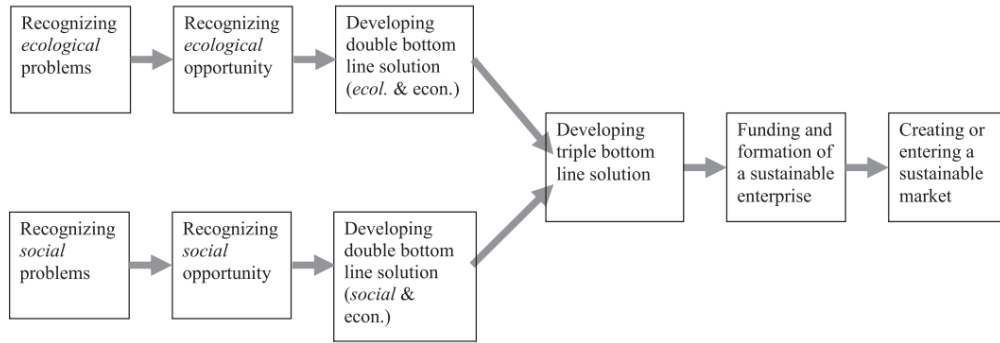 Recognizing
ecological
problems
Recognizing
ecological
opportunity
Developing
double bottom
line solution
(ecol. & econ.)
Developing
triple bottom
line solution
Funding and
formation of
a sustainable
enterprise
Creating or
entering a
sustainable
market
Recognizing
social
problems
Recognizing
social
opportunity
Developing
double bottom
line solution
(social &
econ.)